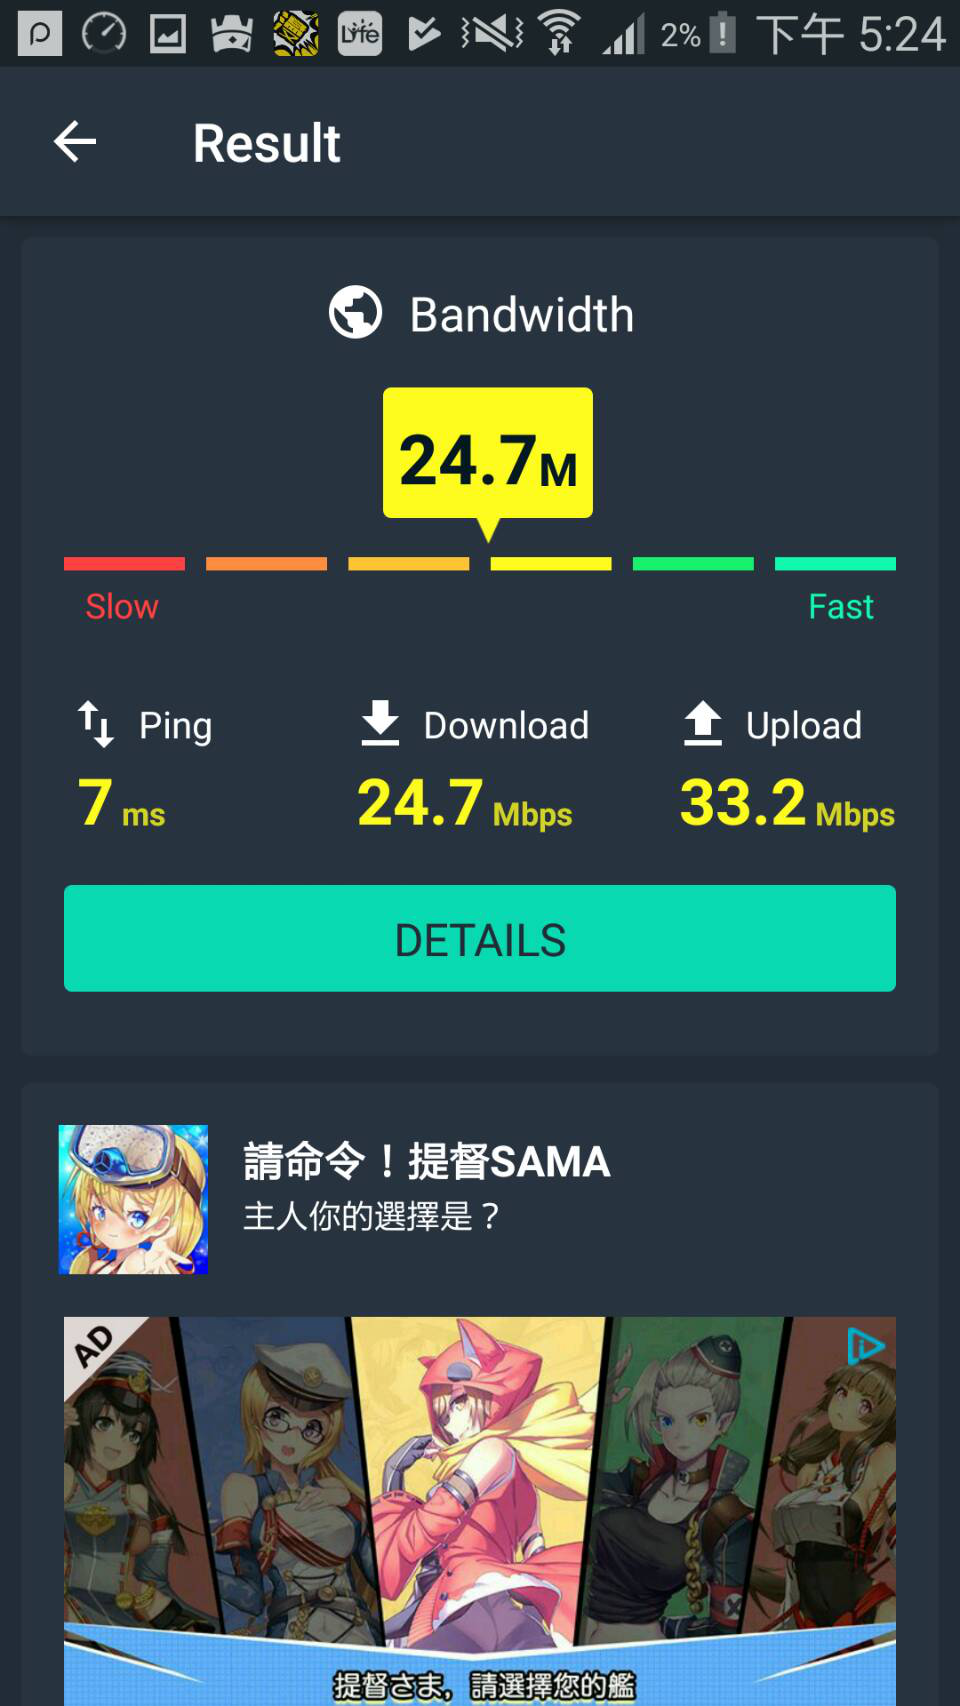 2% 下午 5:24
Result
Bandwidth
24.7M
Slow Fast
Ping Download Upload
7 ms 24.7 Mbps 33.2 Mbps
DETAILS
請命令！提督SAMA
主人你的選擇是？
AD
提督さま，請選擇您的艦